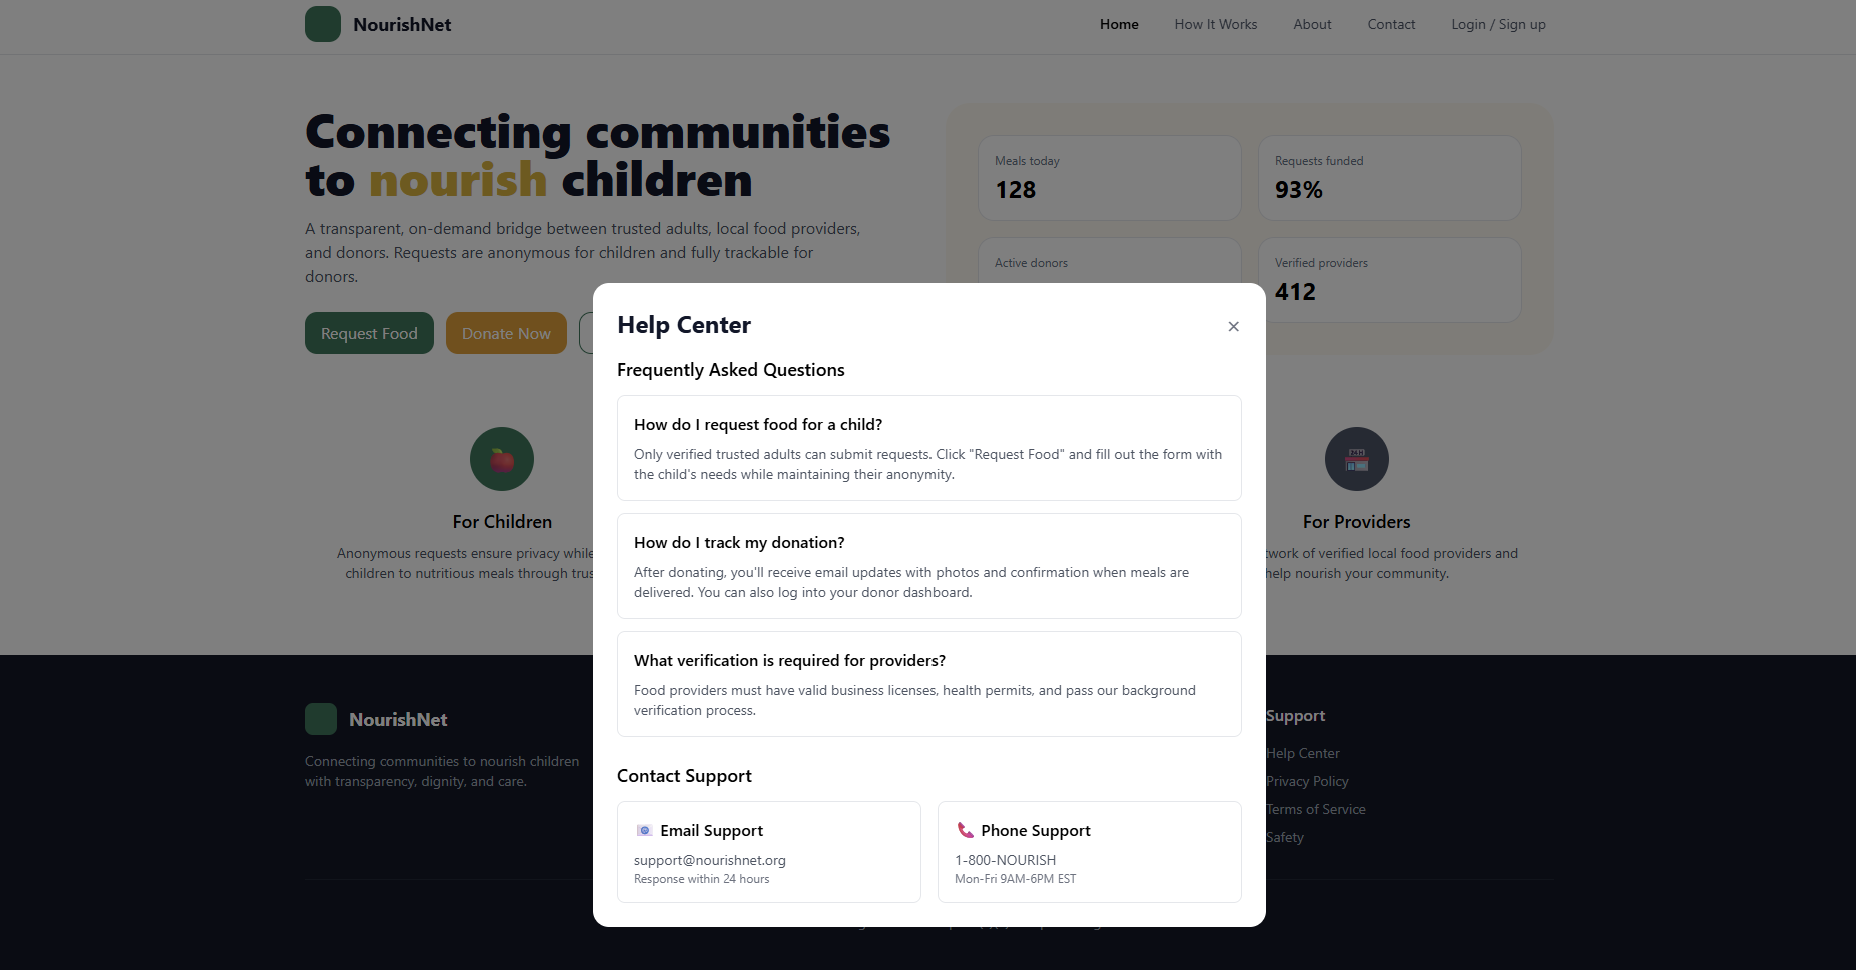 NourishNet
Home
How It Works
About
Contact
Login / Sign up
Connecting communities
to nourish children
A transparent, on-demand bridge between trusted adults, local food providers,
and donors. Requests are anonymous for children and fully trackable for
donors.
Request Food
Donate Now
Meals today
128
Requests funded
93%
Active donors
Verified providers
412
For Children
Anonymous requests ensure privacy while
children to nutritious meals through
For Providers
of verified local food providers and
help nourish your community.
Help Center
×
Frequently Asked Questions
How do I request food for a child?
Only verified trusted adults can submit requests. Click "Request Food" and fill out the form with
the child's needs while maintaining their anonymity.
How do I track my donation?
After donating, you'll receive email updates with photos and confirmation when meals are
delivered. You can also log into your donor dashboard.
What verification is required for providers?
Food providers must have valid business licenses, health permits, and pass our background
verification process.
Contact Support
Email Support
support@nourishnet.org
Response within 24 hours
Phone Support
1-800-NOURISH
Mon-Fri 9AM-6PM EST
NourishNet
Connecting communities to nourish children
with transparency, dignity, and care.
Support
Help Center
Privacy Policy
Terms of Service
Safety